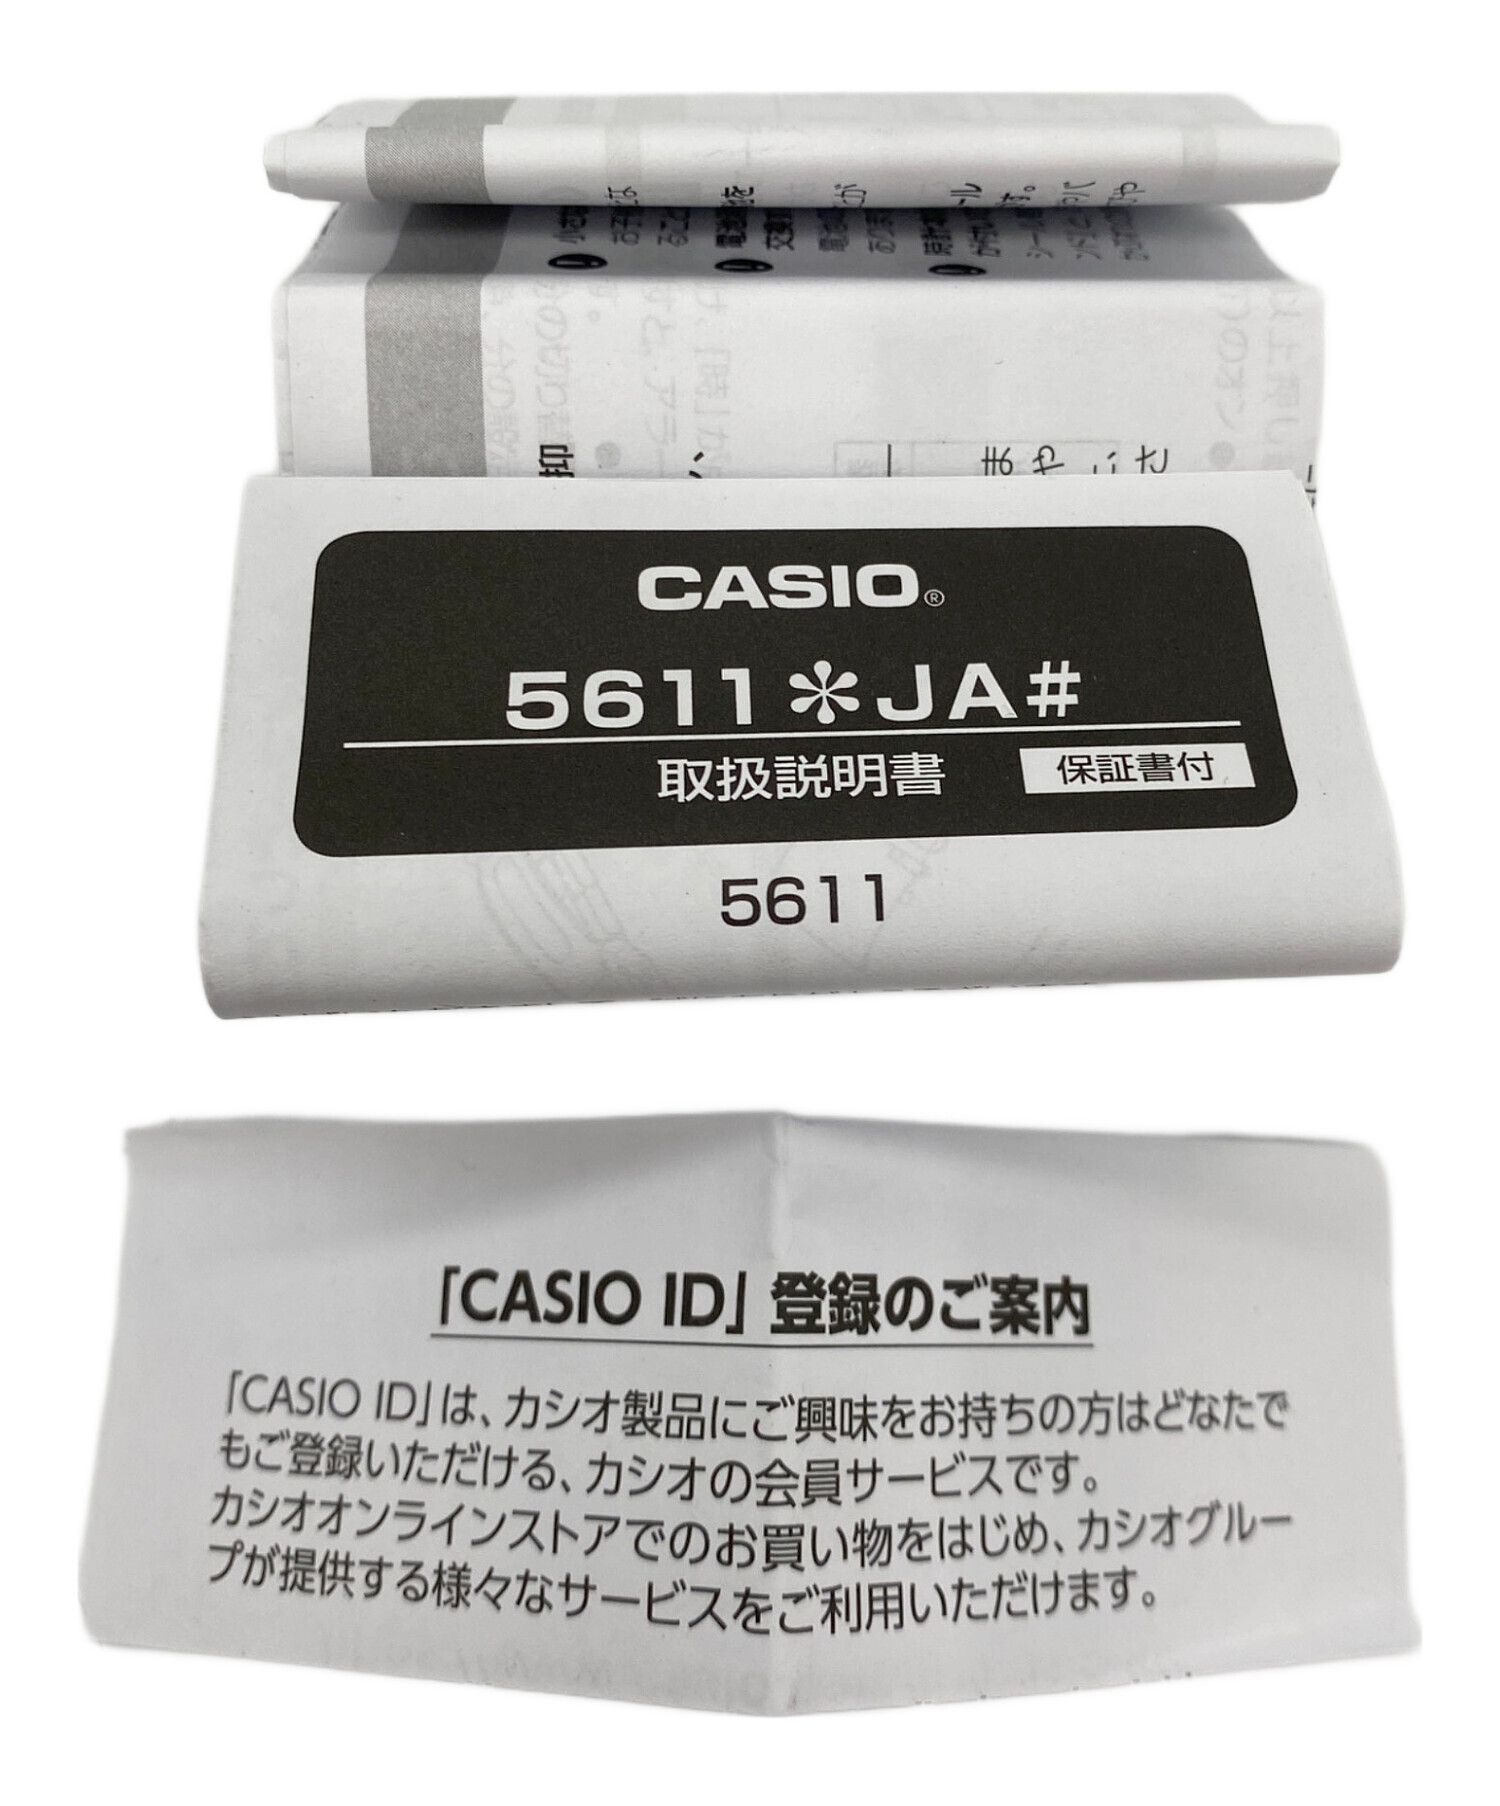 CASIO®
5611*JA#
取扱説明書 保証書付
5611
「CASIO ID」登録のご案内
「CASIO ID」は、カシオ製品にご興味をお持ちの方はどなたで
もご登録いただける、カシオの会員サービスです。
カシオオンラインストアでのお買い物をはじめ、カシオグルー
プが提供する様々なサービスをご利用いただけます。